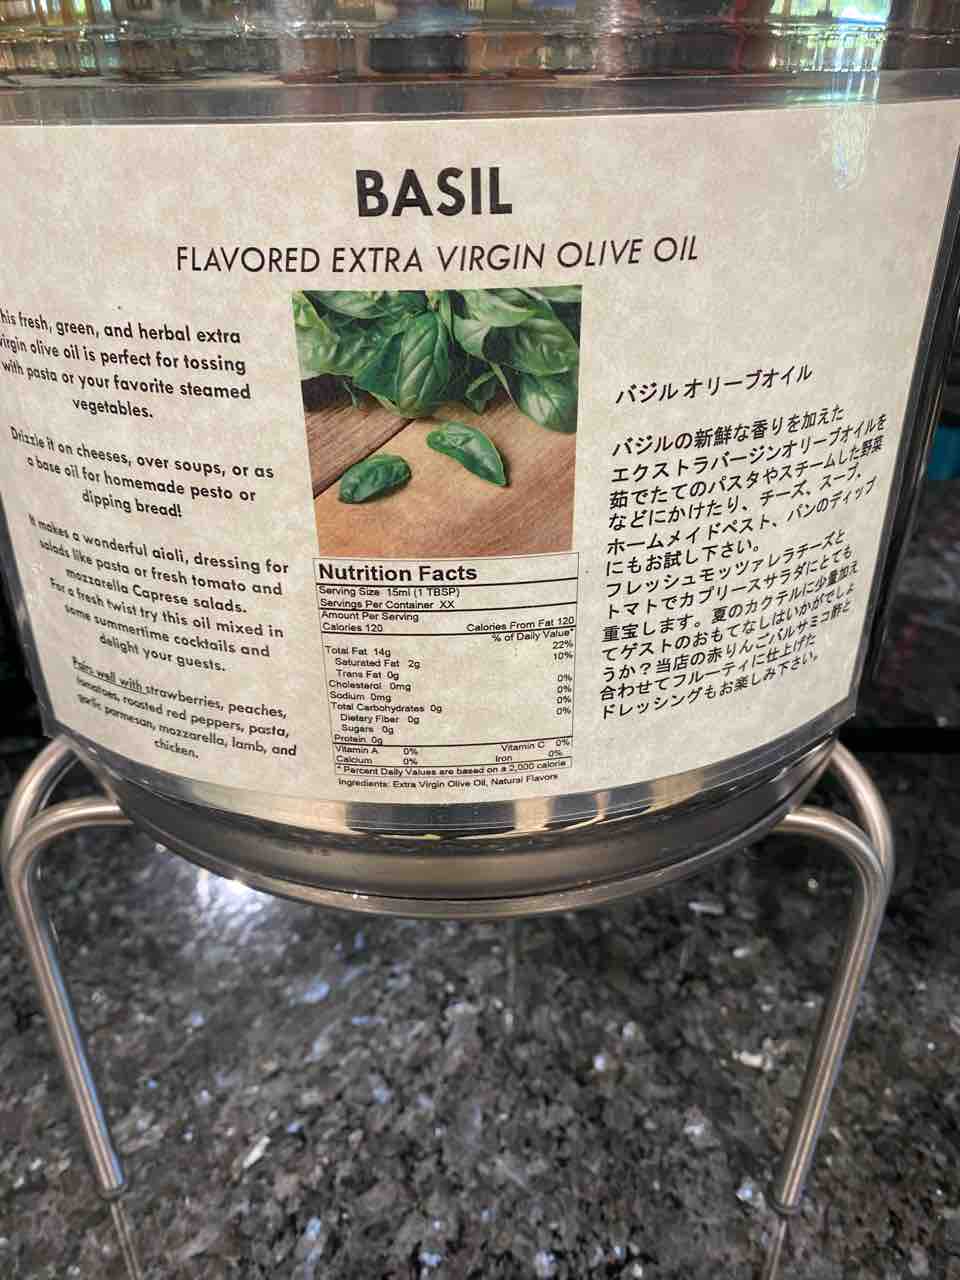 BASIL
FLAVORED EXTRA VIRGIN OLIVE OIL
his fresh, green, and herbal extra
virgin olive oil is perfect for tossing
with pasta or your favorite steamed
vegetables.
Drizzle it on cheeses, over soups, or as
a base oil for homemade pesto or
dipping bread!
It makes a wonderful aioli, dressing for
salads like pasta or fresh tomato and
mozzarella Caprese salads.
For a fresh twist try this oil mixed in
some summertime cocktails and
delight your guests.
Pairs well with strawberries, peaches,
tomatoes, roasted red peppers, pasta,
garlic parmesan, mozzarella, lamb, and
chicken.
Nutrition Facts
Serving Size 15ml (1 TBSP)
Servings Per Container XX
Amount Per Serving
Calories 120 Calories From Fat 120
% of Daily Value*
Total Fat 14g 22%
Saturated Fat 2g 10%
Trans Fat 0g
Cholesterol 0mg 0%
Sodium 0mg 0%
Total Carbohydrates 0g 0%
Dietary Fiber 0g 0%
Sugars 0g
Protein 0g
Vitamin A 0% Vitamin C 0%
Calcium 0% Iron 0%
* Percent Daily Values are based on a 2,000 calorie
Ingredients: Extra Virgin Olive Oil, Natural Flavors
バジル オリーブオイル
バジルの新鮮な香りを加えた
エクストラバージンオリーブオイルを
茹でたてのパスタやスチームした野菜
などにかけたり、チーズ、スープ、
ホームメイドペスト、パンのディップ
にもお試し下さい。
フレッシュモッツァレラチーズと
トマトでカプリースサラダにとても
重宝します。夏のカクテルに少量加え
てゲストのおもてなしはいかがでしょ
うか？当店の赤りんごバルサミコ酢と
合わせてフルーティに仕上げた
ドレッシングもお楽しみ下さい。